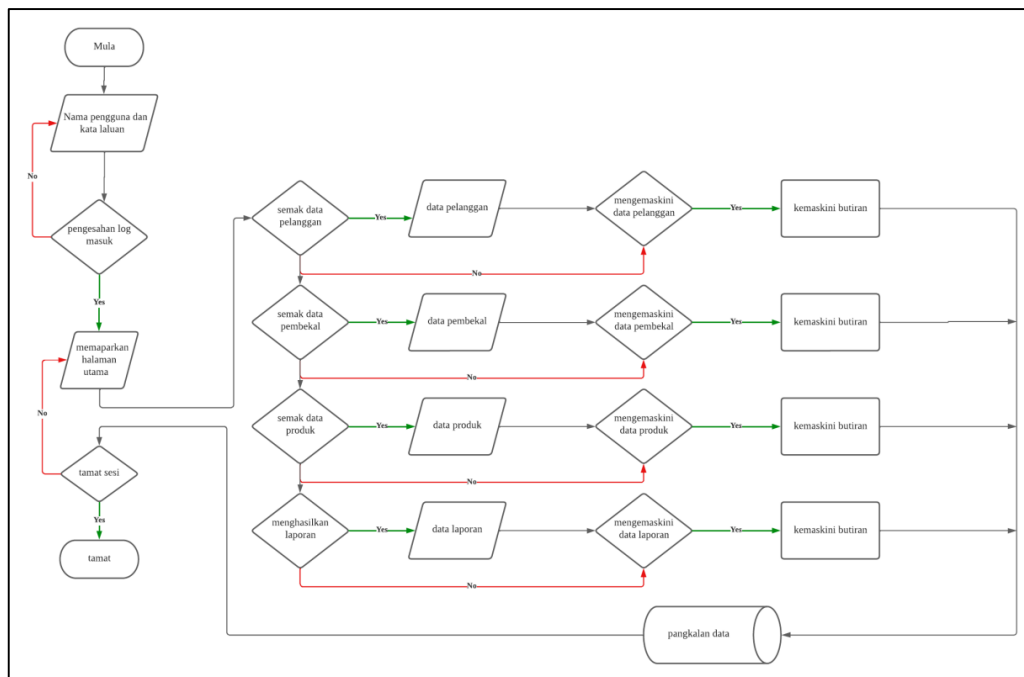 Mula
Nama pengguna dan
kata laluan
No
pengesahan log
masuk
Yes
memaparkan
halaman
utama
No
tamat sesi
Yes
tamat
semak data
pelanggan
Yes
data pelanggan
mengemaskini
data pelanggan
Yes
kemaskini butiran
No
semak data
pembekal
Yes
data pembekal
mengemaskini
data pembekal
Yes
kemaskini butiran
No
semak data
produk
Yes
data produk
mengemaskini
data produk
Yes
kemaskini butiran
No
menghasilkan
laporan
Yes
data laporan
mengemaskini
data laporan
Yes
kemaskini butiran
No
pangkalan data